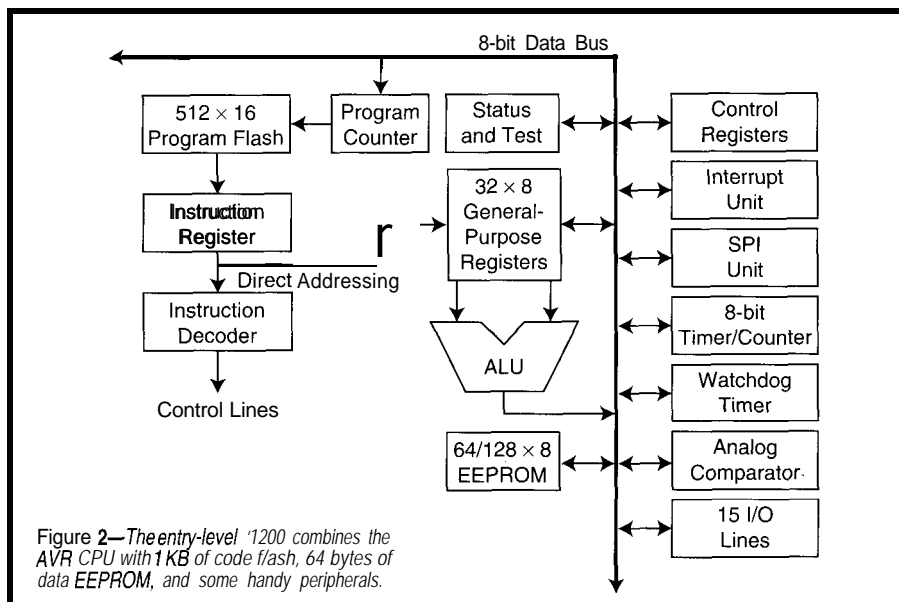 8-bit Data Bus
512 × 16
Program Flash
Program
Counter
Status
and Test
Control
Registers
Instruction
Register
32 × 8
General-
Purpose
Registers
Interrupt
Unit
SPI
Unit
Direct Addressing
Instruction
Decoder
8-bit
Timer/Counter
ALU
Control Lines
Watchdog
Timer
64/128 × 8
EEPROM
Analog
Comparator
15 I/O
Lines
Figure 2—The entry-level '1200 combines the
AVR CPU with 1 KB of code f/ash, 64 bytes of
data EEPROM, and some handy peripherals.